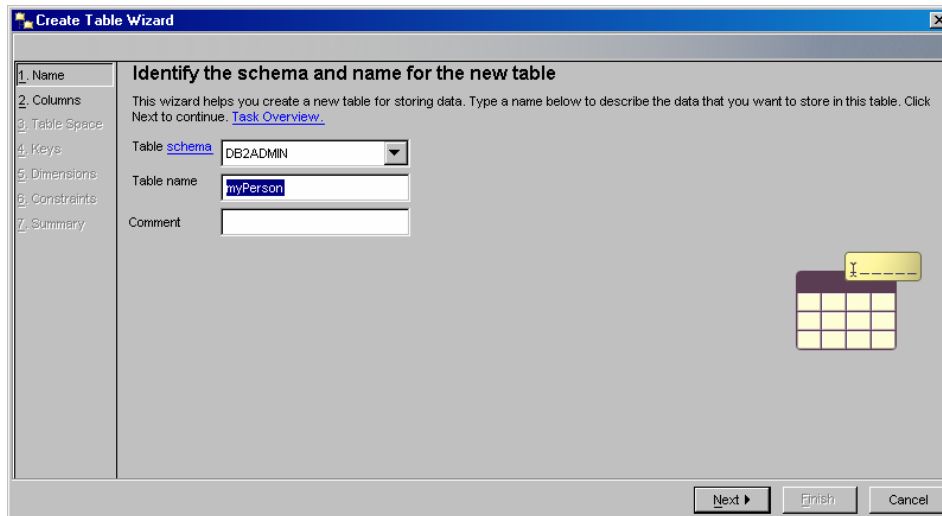 Create Table Wizard
1. Name
2. Columns
3. Table Space
4. Keys
5. Dimensions
6. Constraints
7. Summary
Identify the schema and name for the new table
This wizard helps you create a new table for storing data. Type a name below to describe the data that you want to store in this table. Click
Next to continue. Task Overview.
Table schema DB2ADMIN
Table name myPerson
Comment
Next Finish Cancel